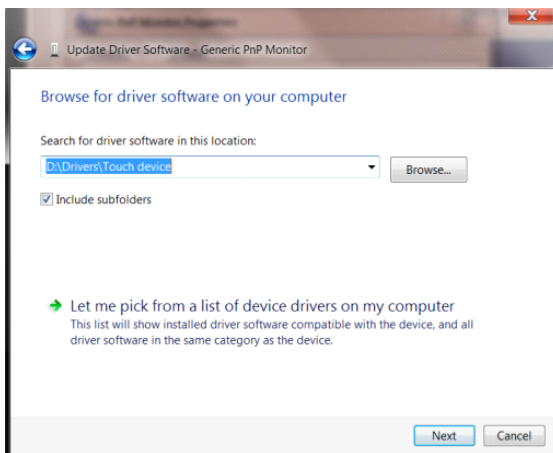 Update Driver Software - Generic PnP Monitor
Browse for driver software on your computer
Search for driver software in this location:
D:\Drivers\Touch device
Browse...
Include subfolders
Let me pick from a list of device drivers on my computer
This list will show installed driver software compatible with the device, and all
driver software in the same category as the device.
Next
Cancel